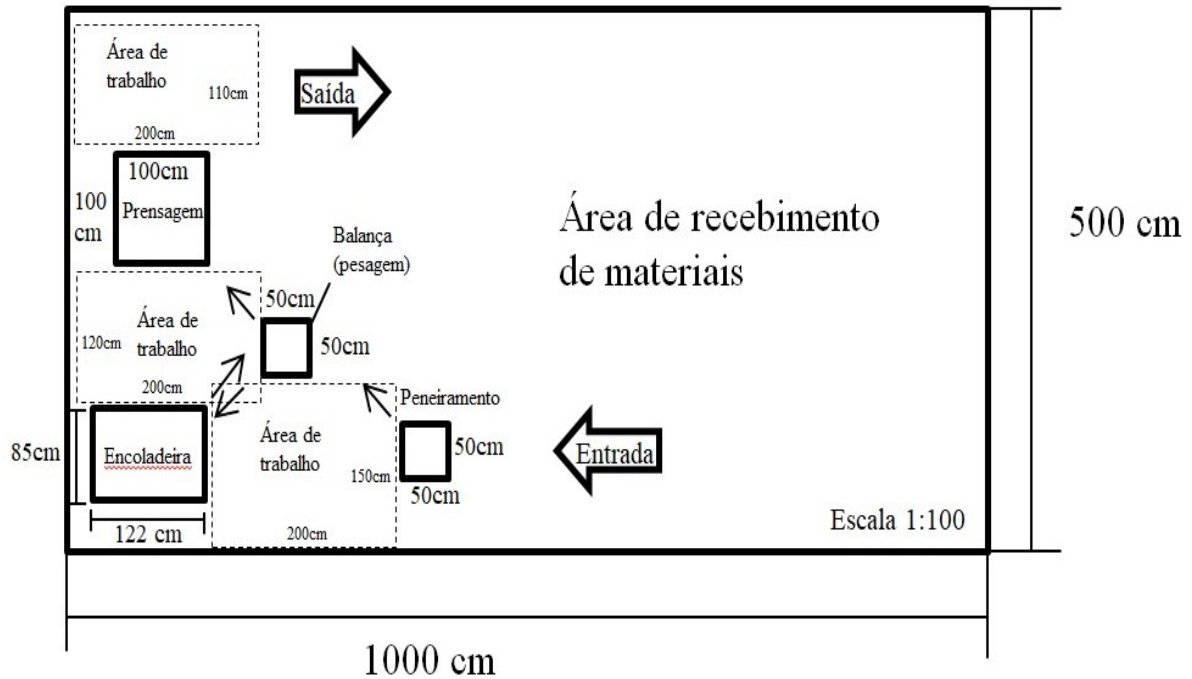 Área de
trabalho
110cm
200cm
Saída
100cm
100
cm
Prensagem
Área de recebimento
de materiais
500 cm
Balança
(pesagem)
50cm
50cm
Área de
trabalho
120cm
200cm
Peneiramento
50cm
50cm
Entrada
Área de
trabalho
150cm
200cm
85cm
Encoladeira
122 cm
Escala 1:100
1000 cm